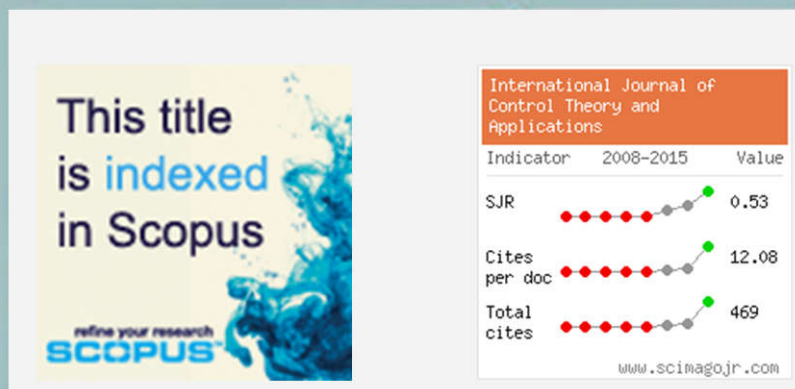 This title
is indexed
in Scopus
refine your research
SCOPUS™
International Journal of
Control Theory and
Applications
Indicator 2008-2015 Value
SJR 0.53
Cites
per doc 12.08
Total
cites 469
www.scimagojr.com